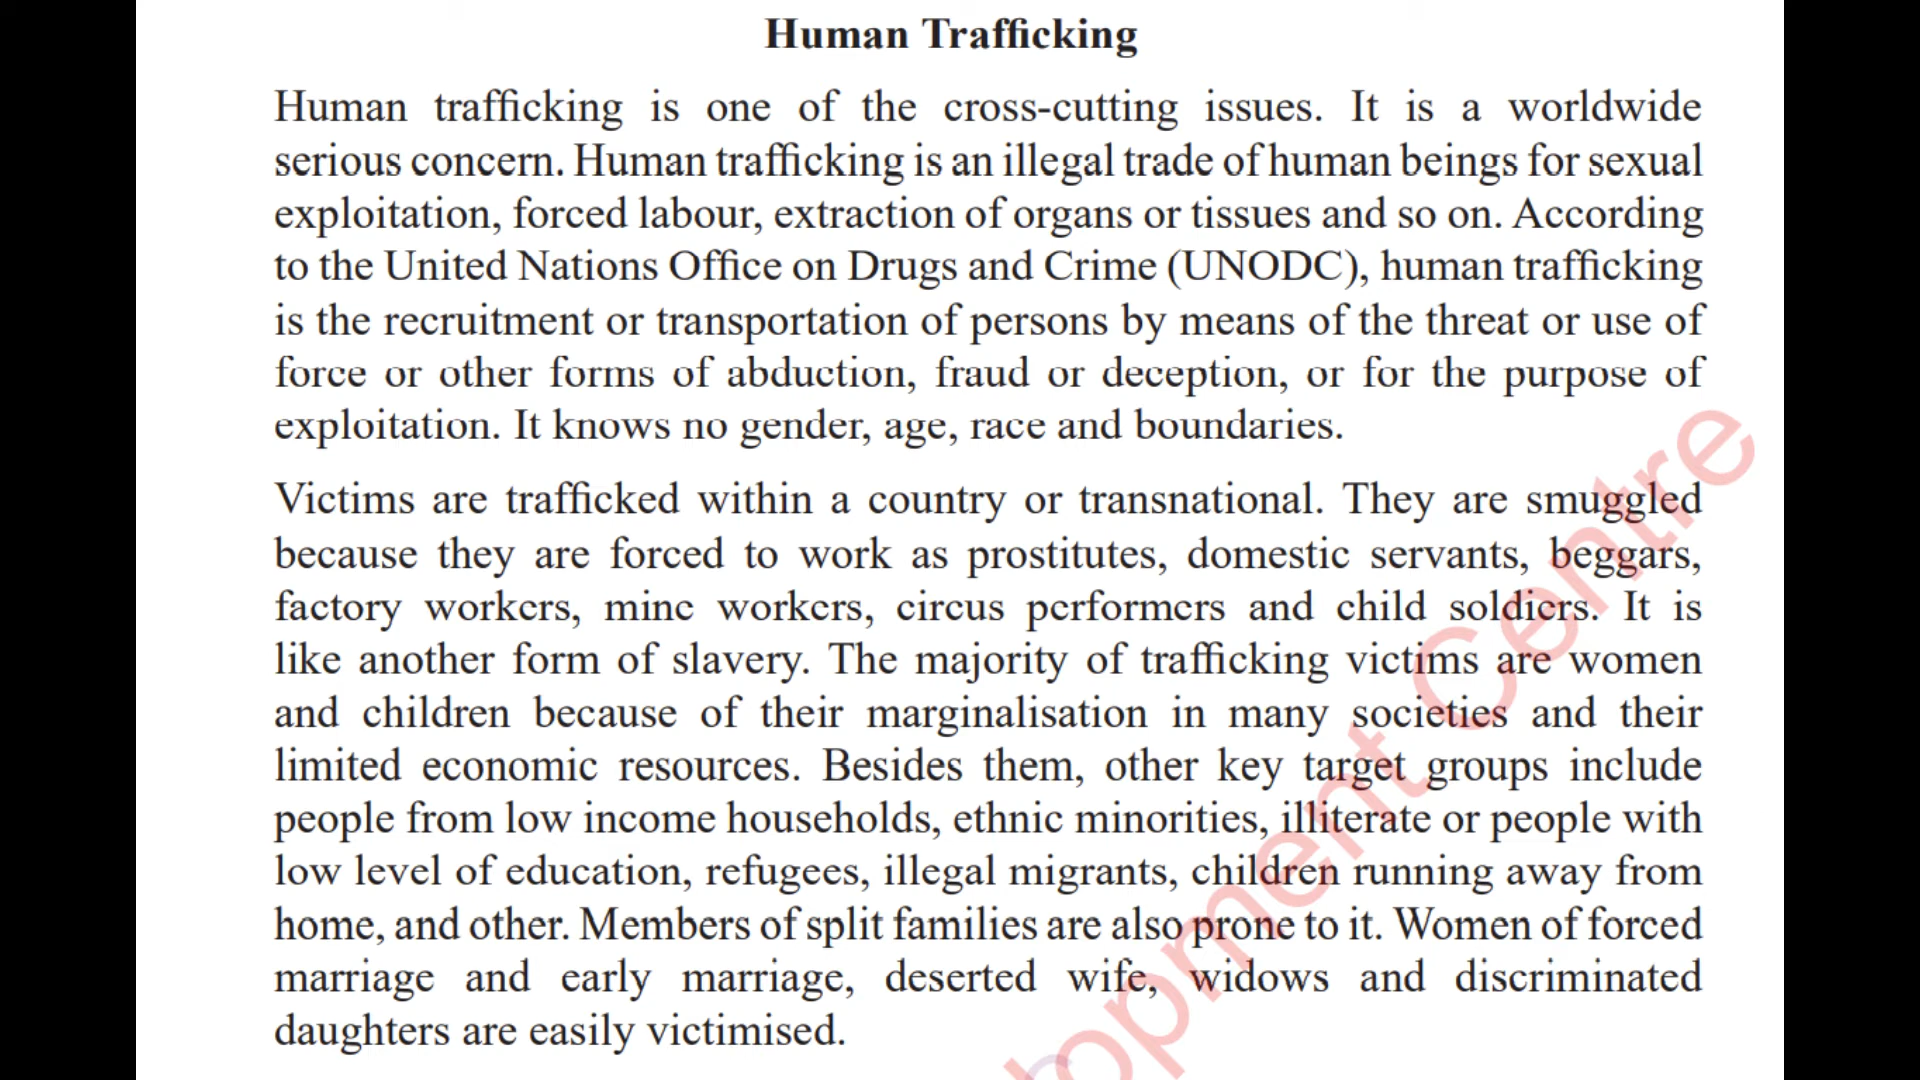 Human Trafficking
Human trafficking is one of the cross-cutting issues. It is a worldwide
serious concern. Human trafficking is an illegal trade of human beings for sexual
exploitation, forced labour, extraction of organs or tissues and so on. According
to the United Nations Office on Drugs and Crime (UNODC), human trafficking
is the recruitment or transportation of persons by means of the threat or use of
force or other forms of abduction, fraud or deception, or for the purpose of
exploitation. It knows no gender, age, race and boundaries.
Victims are trafficked within a country or transnational. They are smuggled
because they are forced to work as prostitutes, domestic servants, beggars,
factory workers, mine workers, circus performers and child soldiers. It is
like another form of slavery. The majority of trafficking victims are women
and children because of their marginalisation in many societies and their
limited economic resources. Besides them, other key target groups include
people from low income households, ethnic minorities, illiterate or people with
low level of education, refugees, illegal migrants, children running away from
home, and other. Members of split families are also prone to it. Women of forced
marriage and early marriage, deserted wife, widows and discriminated
daughters are easily victimised.
opment Centre